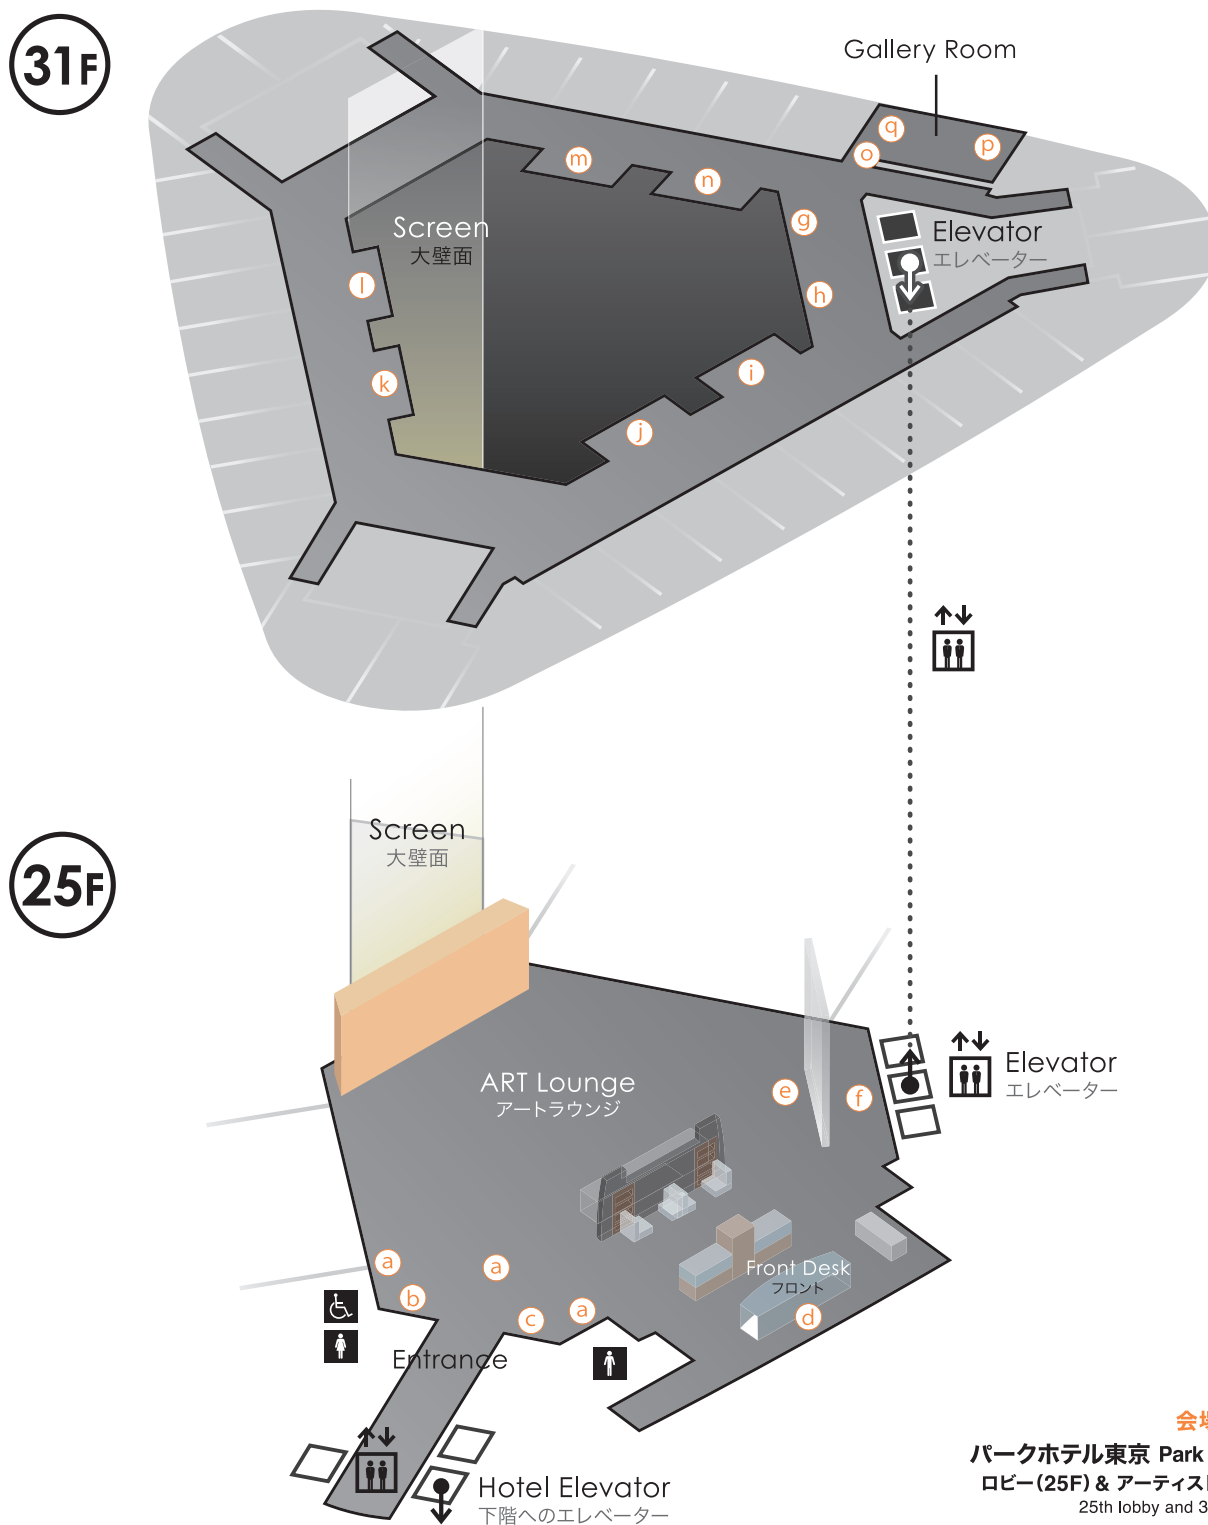 31F
Gallery Room
q
p
o
m
n
g
Screen
大壁面
Elevator
エレベーター
l
h
i
k
j
Screen
大壁面
25F
Elevator
エレベーター
ART Lounge
アートラウンジ
e
f
a
a
Front Desk
フロント
b
a
c
d
Entrance
会場
パークホテル東京 Park
Hotel Elevator
ロビー(25F) & アーティスト
下階へのエレベーター
25th lobby and 3